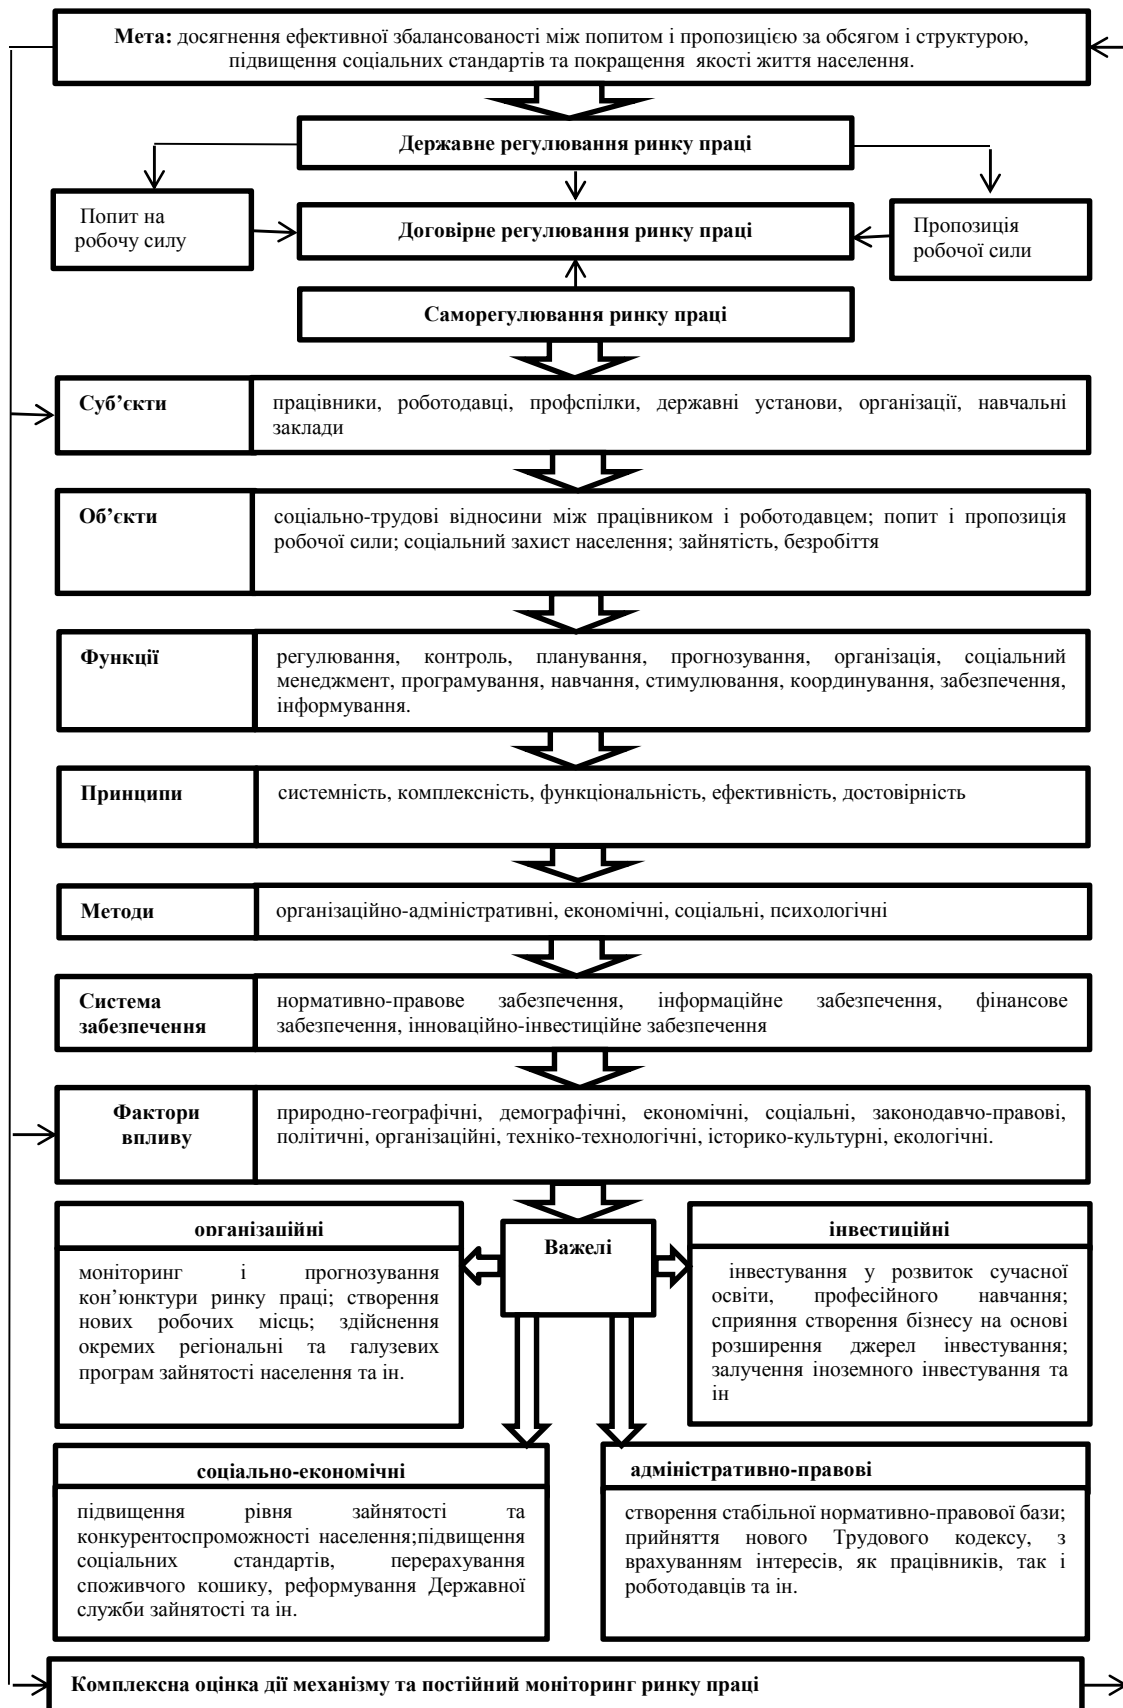 Мета: досягнення ефективної збалансованості між попитом і пропозицією за обсягом і структурою,
підвищення соціальних стандартів та покращення якості життя населення.
Державне регулювання ринку праці
Попит на
робочу силу
Договірне регулювання ринку праці
Пропозиція
робочої сили
Саморегулювання ринку праці
Суб’єкти
працівники, роботодавці, профспілки, державні установи, організації, навчальні
заклади
Об’єкти
соціально-трудові відносини між працівником і роботодавцем; попит і пропозиція
робочої сили; соціальний захист населення; зайнятість, безробіття
Функції
регулювання, контроль, планування, прогнозування, організація, соціальний
менеджмент, програмування, навчання, стимулювання, координування, забезпечення,
інформування.
Принципи
системність, комплексність, функціональність, ефективність, достовірність
Методи
організаційно-адміністративні, економічні, соціальні, психологічні
Система
забезпечення
нормативно-правове забезпечення, інформаційне забезпечення, фінансове
забезпечення, інноваційно-інвестиційне забезпечення
Фактори
впливу
природно-географічні, демографічні, економічні, соціальні, законодавчо-правові,
політичні, організаційні, техніко-технологічні, історико-культурні, екологічні.
Важелі
організаційні
моніторинг і прогнозування
кон’юнктури ринку праці; створення
нових робочих місць; здійснення
окремих регіональні та галузевих
програм зайнятості населення та ін.
інвестиційні
інвестування у розвиток сучасної
освіти, професійного навчання;
сприяння створення бізнесу на основі
розширення джерел інвестування;
залучення іноземного інвестування та
ін
соціально-економічні
підвищення рівня зайнятості та
конкурентоспроможності населення;підвищення
соціальних стандартів, перерахування
споживчого кошику, реформування Державної
служби зайнятості та ін.
адміністративно-правові
створення стабільної нормативно-правової бази;
прийняття нового Трудового кодексу, з
врахуванням інтересів, як працівників, так і
роботодавців та ін.
Комплексна оцінка дії механізму та постійний моніторинг ринку праці